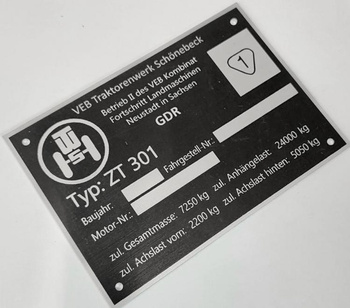 VEB Traktorenwerk Schönebeck
Betrieb II des VEB Kombinat
Fortschritt Landmaschinen
Neustadt in Sachsen
GDR
1
Typ: ZT 301
Baujahr:
Fahrgestell-Nr.:
Motor-Nr.:
zul. Gesamtmasse: 7250 kg zul. Anhängelast: 24000 kg
zul. Achslast vorn: 2200 kg zul. Achslast hinten: 5050 kg